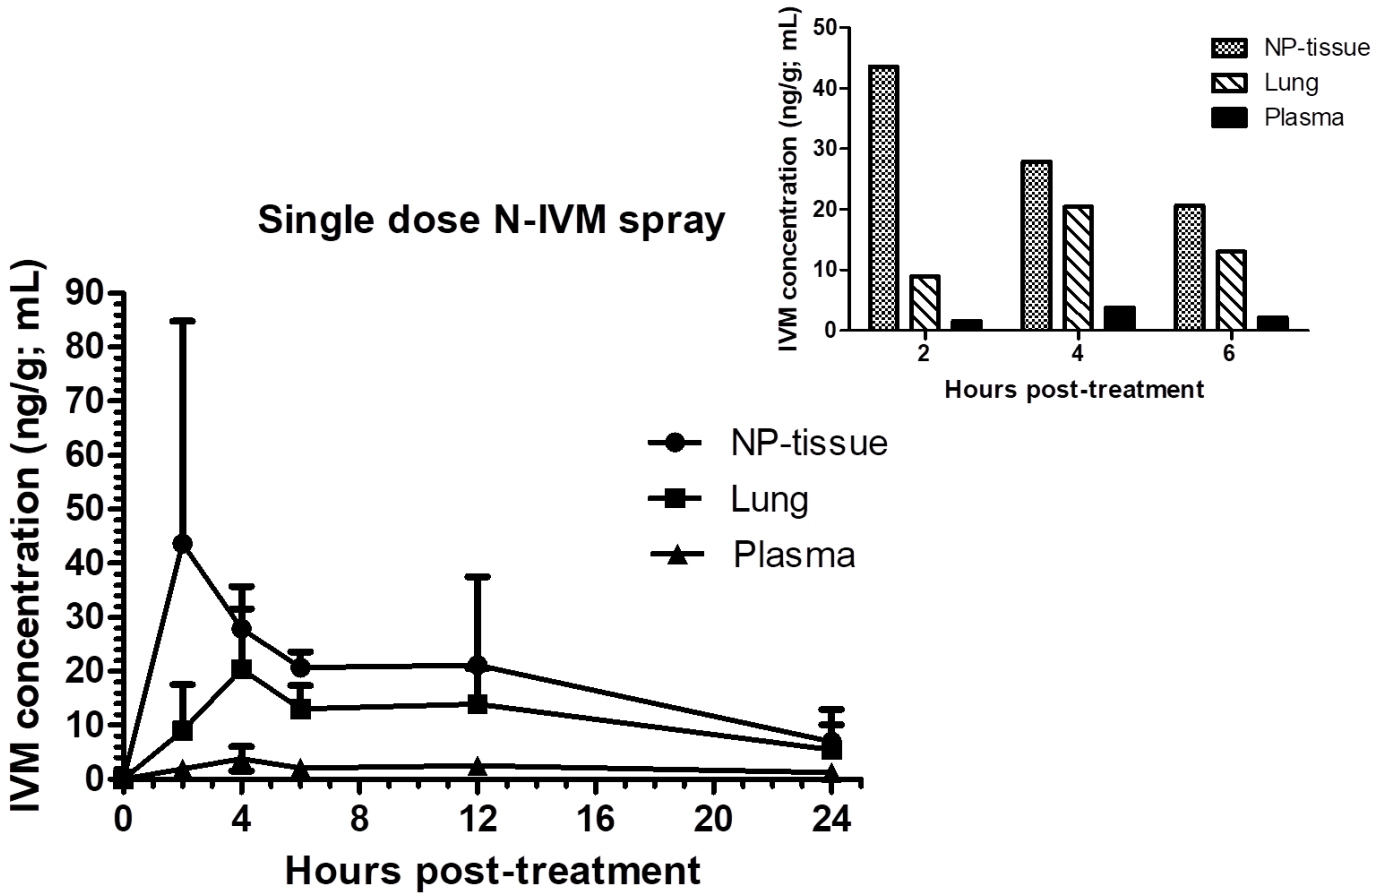 50
40
30
20
10
0
IVM concentration (ng/g; mL)
NP-tissue
Lung
Plasma
2 4 6
Hours post-treatment
Single dose N-IVM spray
90
80
70
60
50
40
30
20
10
0
IVM concentration (ng/g; mL)
NP-tissue
Lung
Plasma
0 4 8 12 16 20 24
Hours post-treatment